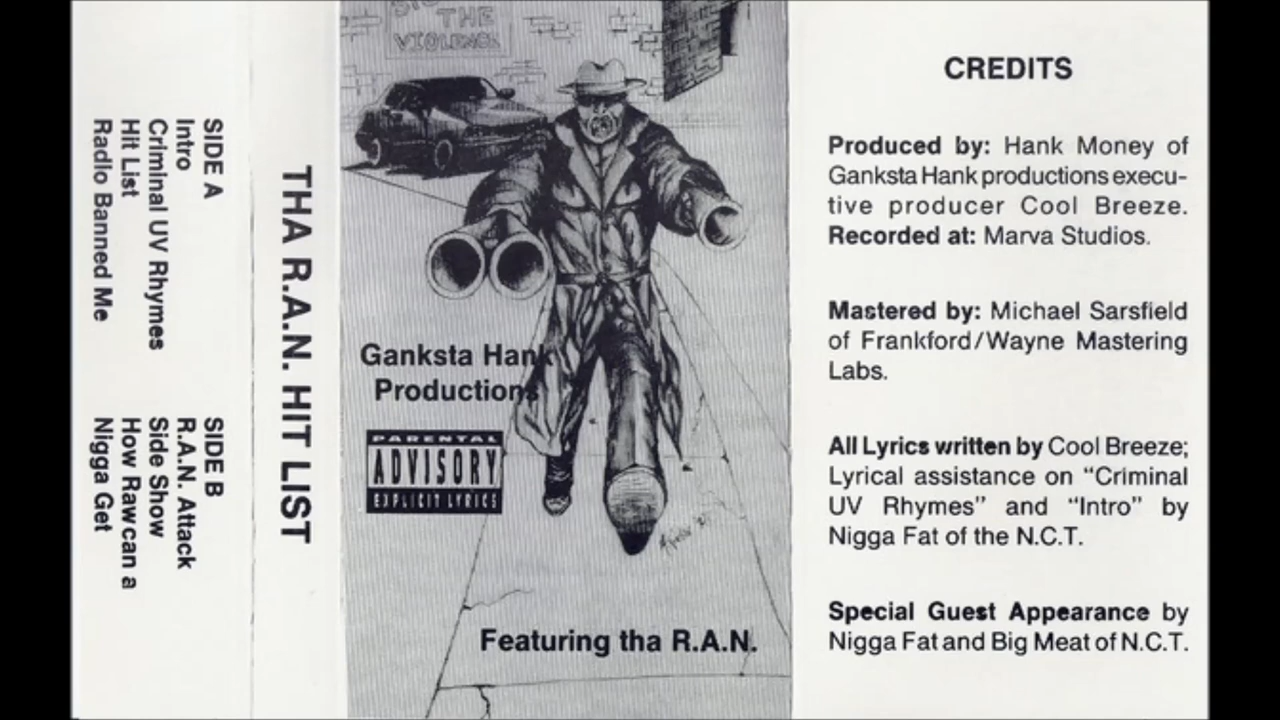 SIDE A
Intro
Criminal UV Rhymes
Hit List
Radio Banned Me
SIDE B
R.A.N. Attack
Side Show
How Raw can a
Nigga Get
THA R.A.N. HIT LIST
THE
VIOLENCE
Ganksta Hank
Productions
PARENTAL
ADVISORY
EXPLICIT LYRICS
Featuring tha R.A.N.
CREDITS
Produced by: Hank Money of
Ganksta Hank productions execu-
tive producer Cool Breeze.
Recorded at: Marva Studios.
Mastered by: Michael Sarsfield
of Frankford/Wayne Mastering
Labs.
All Lyrics written by Cool Breeze;
Lyrical assistance on "Criminal
UV Rhymes" and "Intro" by
Nigga Fat of the N.C.T.
Special Guest Appearance by
Nigga Fat and Big Meat of N.C.T.